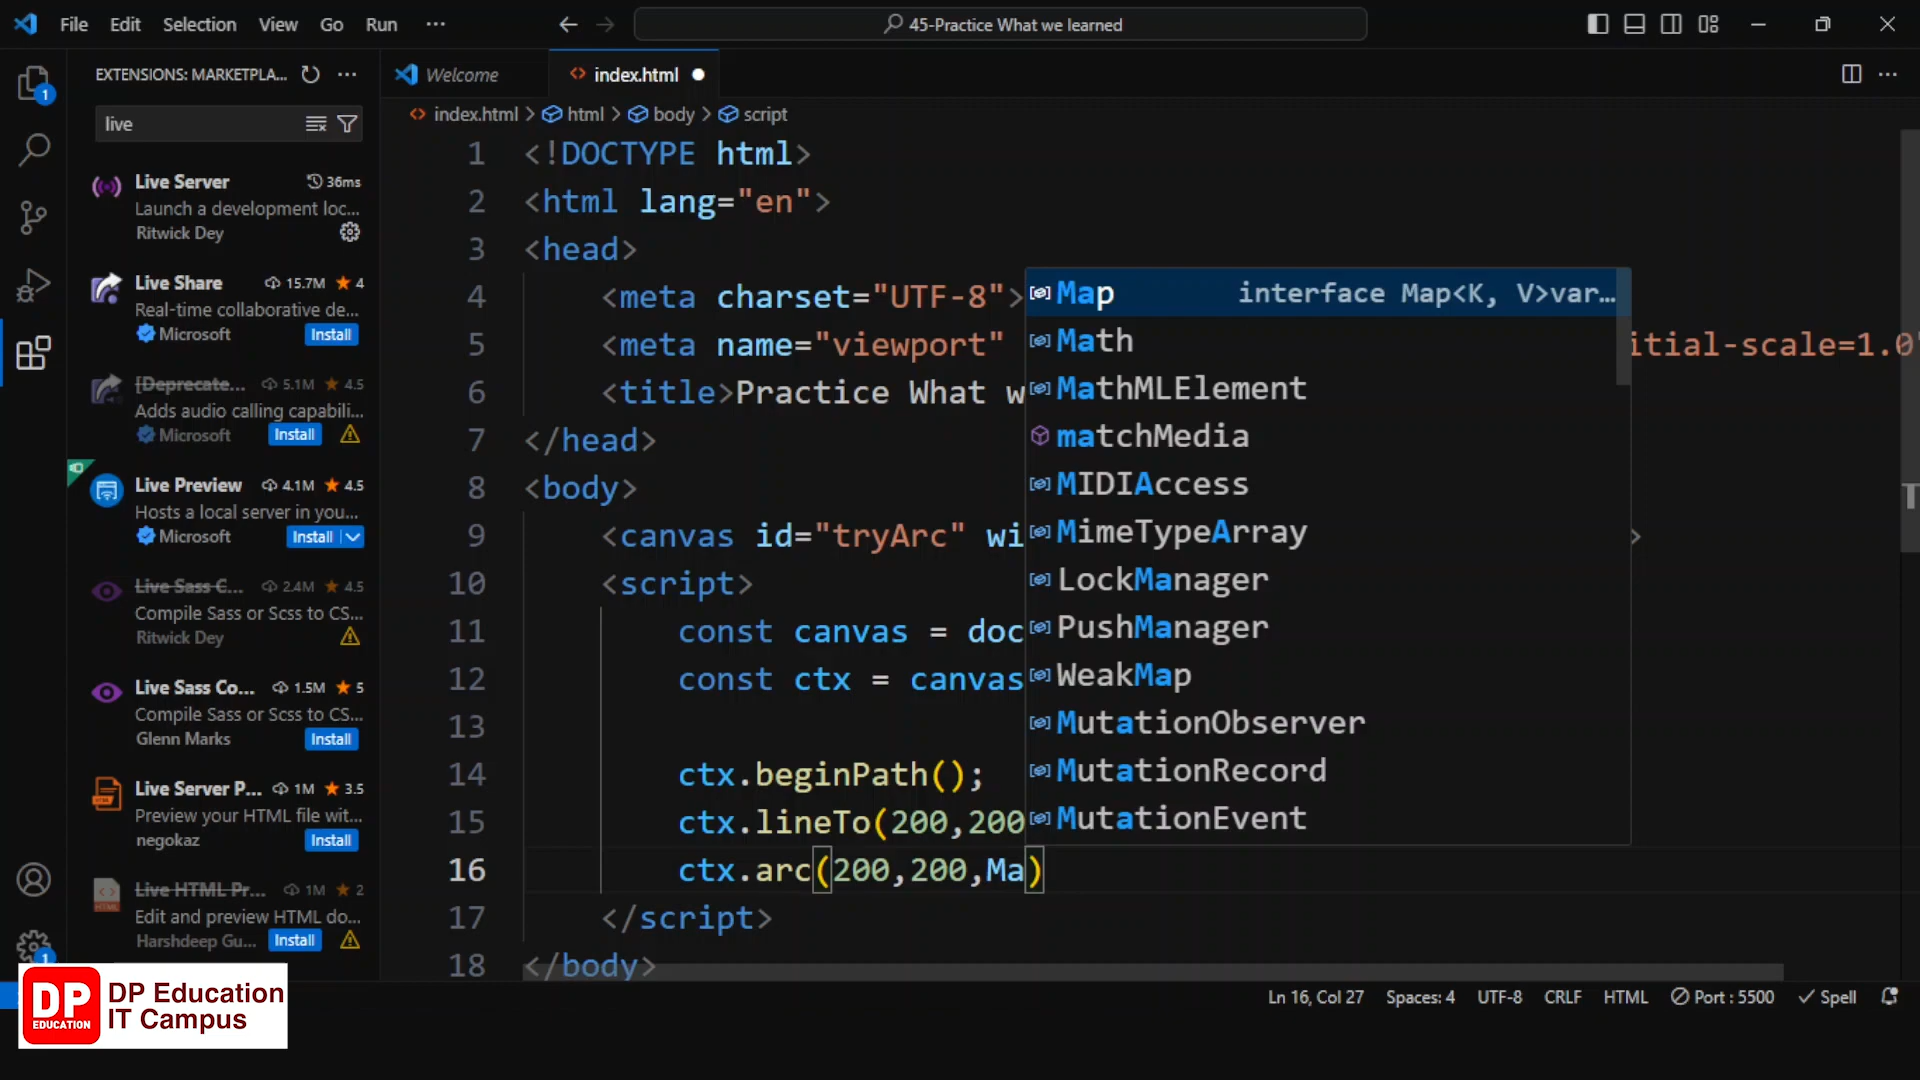 File Edit Selection View Go Run ···
45-Practice What we learned
EXTENSIONS: MARKETPLA...
live
Live Server 36ms
Launch a development loc...
Ritwick Dey
Live Share 15.7M 4
Real-time collaborative de...
Microsoft Install
[Deprecate... 5.1M 4.5
Adds audio calling capabili...
Microsoft Install
Live Preview 4.1M 4.5
Hosts a local server in you...
Microsoft Install
Live Sass C... 2.4M 4.5
Compile Sass or Scss to CS...
Ritwick Dey
Live Sass Co... 1.5M 5
Compile Sass or Scss to CS...
Glenn Marks Install
Live Server P... 1M 3.5
Preview your HTML file wit...
negokaz Install
Live HTML Pr... 1M 2
Edit and preview HTML do...
Harshdeep Gu... Install
1
1
Welcome index.html
index.html > html > body > script
1 <!DOCTYPE html>
2 <html lang="en">
3 <head>
4 <meta charset="UTF-8">
5 <meta name="viewport" itial-scale=1.0"
6 <title>Practice What w
7 </head>
8 <body>
9 <canvas id="tryArc" wi >
10 <script>
11 const canvas = doc
12 const ctx = canvas
13
14 ctx.beginPath();
15 ctx.lineTo(200,200
16 ctx.arc(200,200,Ma)
17 </script>
18 </body>
Map interface Map<K, V>var...
Math
MathMLElement
matchMedia
MIDIAccess
MimeTypeArray
LockManager
PushManager
WeakMap
MutationObserver
MutationRecord
MutationEvent
DP EDUCATION
DP Education
IT Campus
Ln 16, Col 27 Spaces: 4 UTF-8 CRLF HTML Port : 5500 Spell